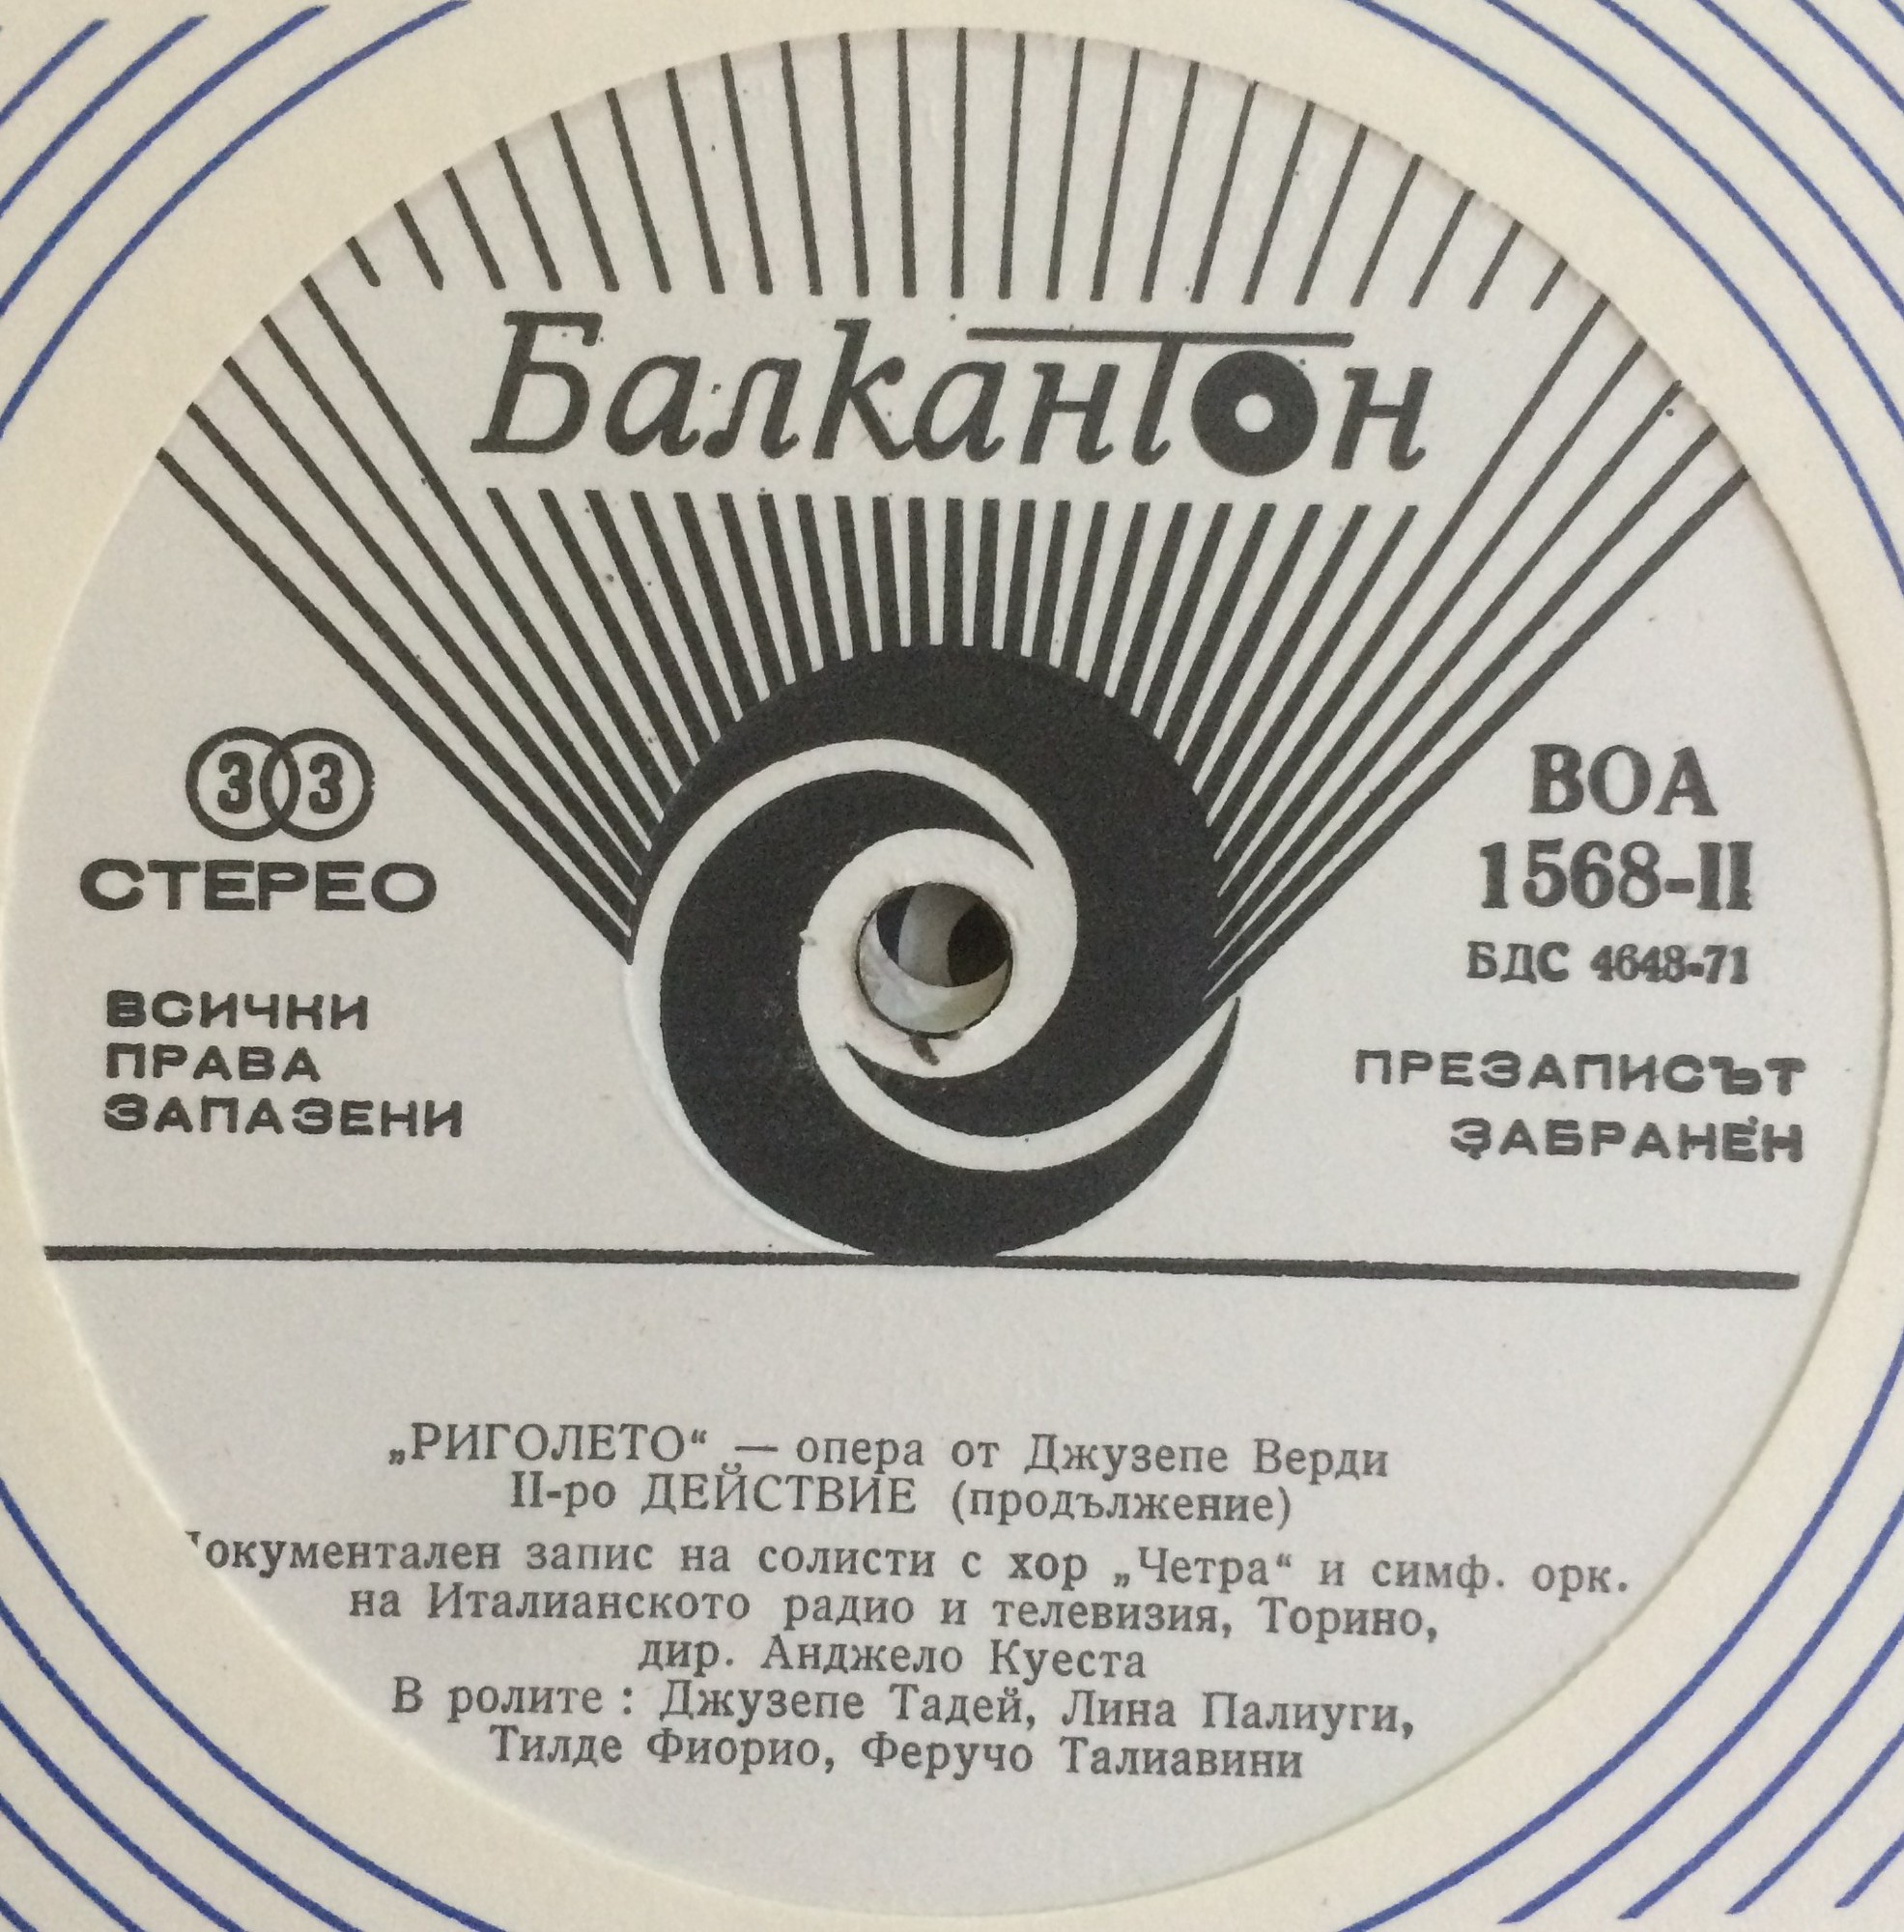 Балкантон
33
СТЕРЕО
ВСИЧКИ
ПРАВА
ЗАПАЗЕНИ
ВОА
1568-II
БДС 4648-71
ПРЕЗАПИСЪТ
ЗАБРАНЕН
„РИГОЛЕТО“ — опера от Джузепе Верди
II-ро ДЕЙСТВИЕ (продължение)
окументален запис на солисти с хор „Четра“ и симф. орк.
на Италианското радио и телевизия, Торино,
дир. Анджело Куеста
В ролите : Джузепе Тадей, Лина Палиуги,
Тилде Фиорио, Феручо Талиавини